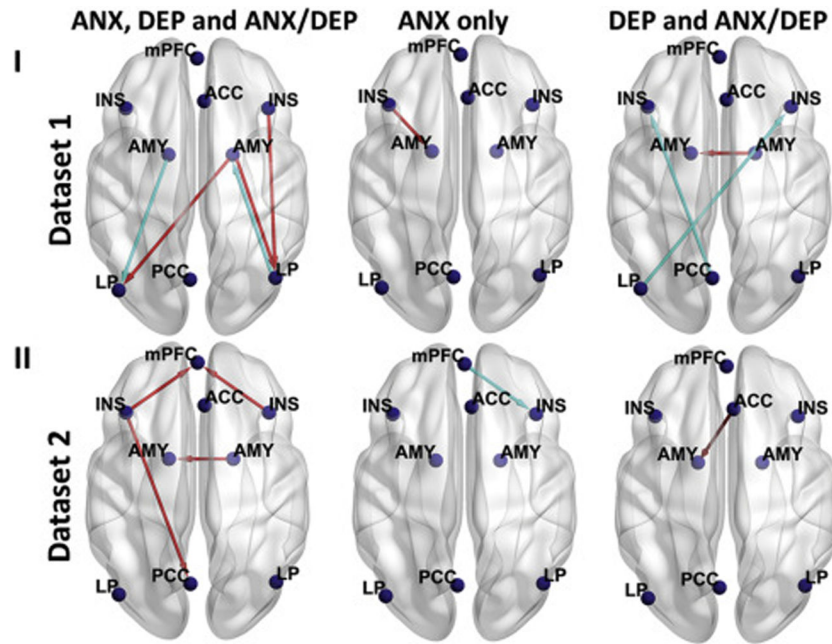 ANX, DEP and ANX/DEP ANX only DEP and ANX/DEP
I
Dataset 1
mPFC
INS ACC INS
AMY AMY
LP PCC LP
mPFC
INS ACC INS
AMY AMY
LP PCC LP
mPFC
INS ACC INS
AMY AMY
LP PCC LP
II
Dataset 2
mPFC
INS ACC INS
AMY AMY
LP PCC LP
mPFC
INS ACC INS
AMY AMY
LP PCC LP
mPFC
INS ACC INS
AMY AMY
LP PCC LP